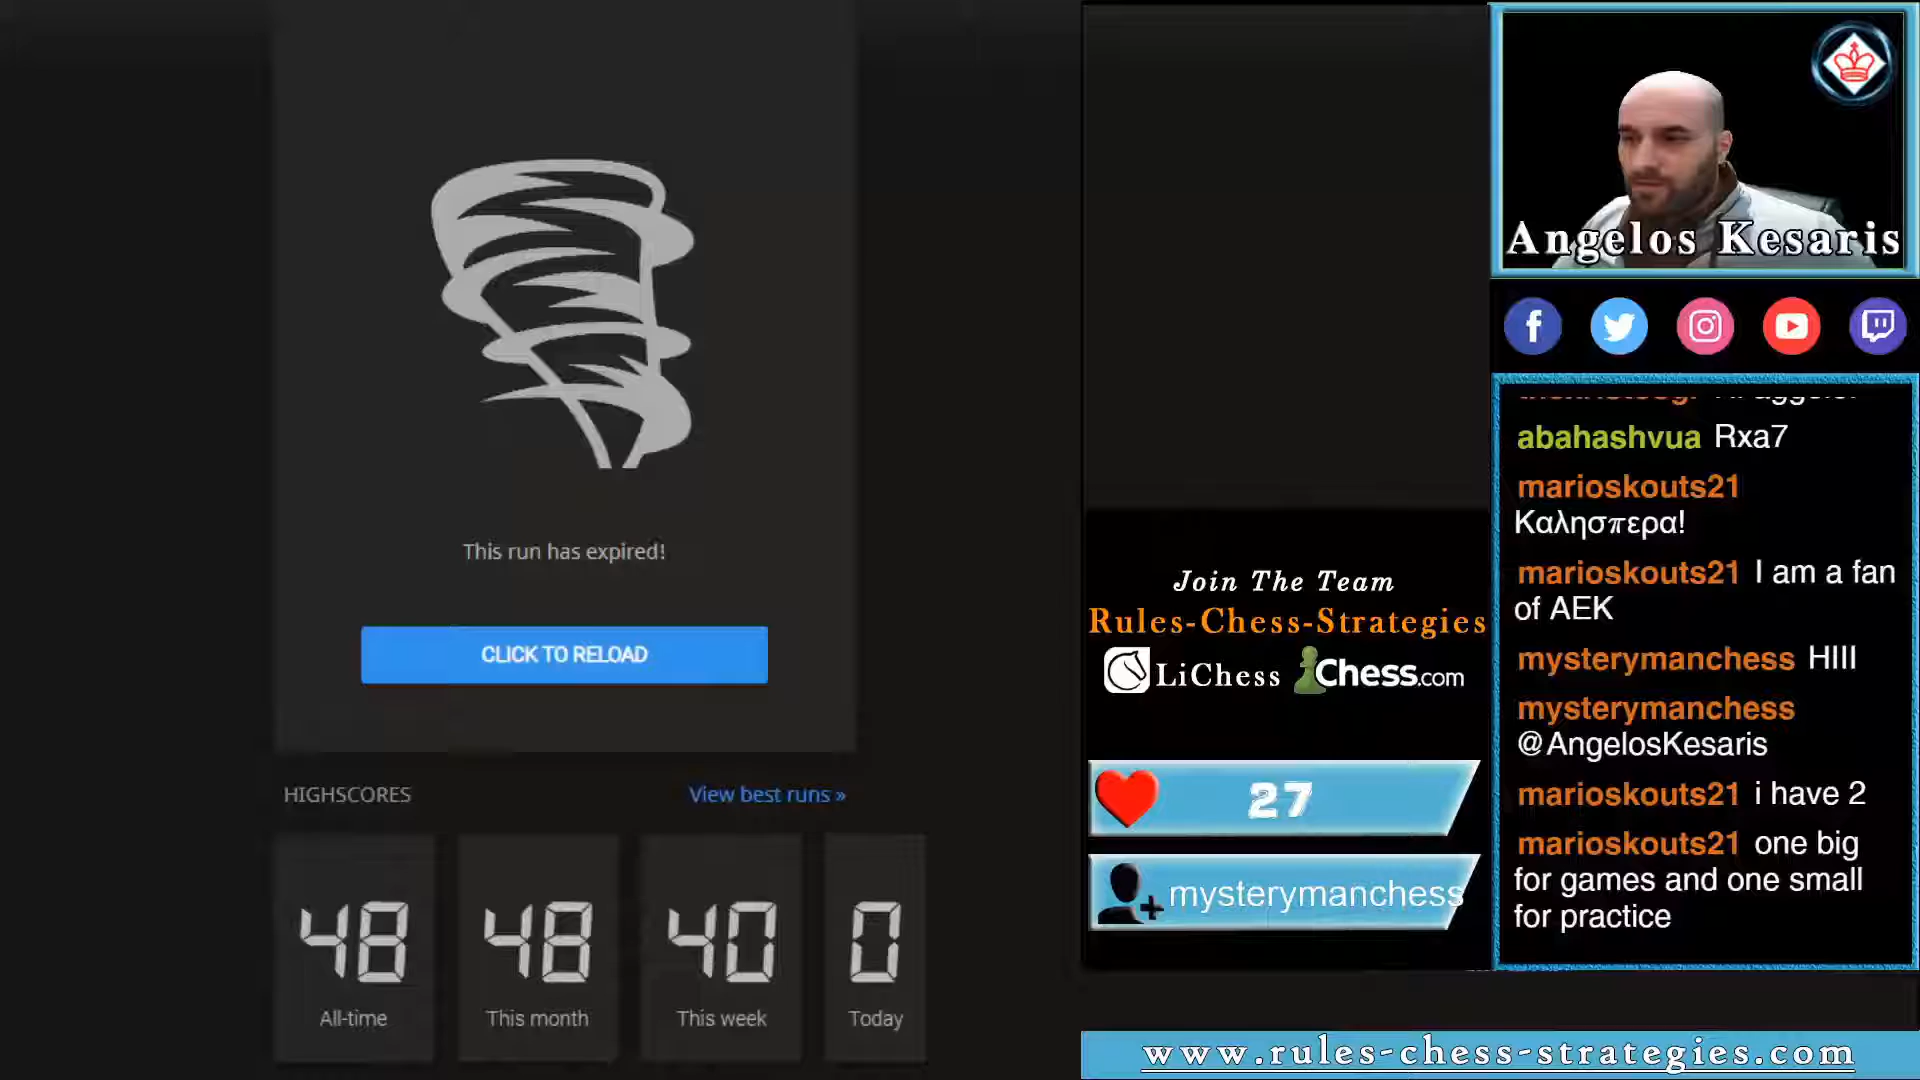 This run has expired!
CLICK TO RELOAD
HIGHSCORES
View best runs »
48
All-time
48
This month
40
This week
0
Today
Join The Team
Rules-Chess-Strategies
LiChess Chess.com
27
mysterymanchess
Angelos Kesaris
abahashvua Rxa7
marioskouts21
Καλησπερα!
marioskouts21 I am a fan
of AEK
mysterymanchess HIII
mysterymanchess
@AngelosKesaris
marioskouts21 i have 2
marioskouts21 one big
for games and one small
for practice
www.rules-chess-strategies.com